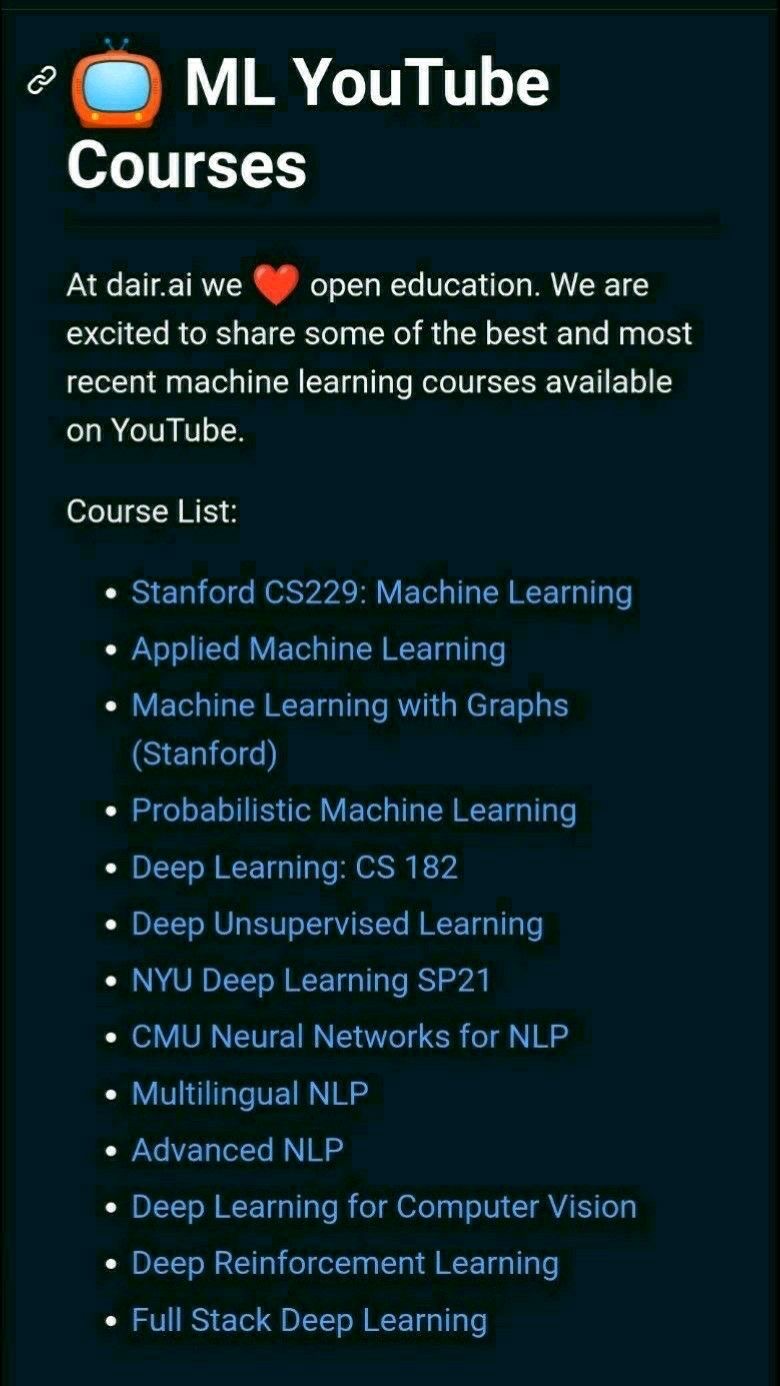 ML YouTube
Courses
At dair.ai we ❤️ open education. We are
excited to share some of the best and most
recent machine learning courses available
on YouTube.
Course List:
• Stanford CS229: Machine Learning
• Applied Machine Learning
• Machine Learning with Graphs
(Stanford)
• Probabilistic Machine Learning
• Deep Learning: CS 182
• Deep Unsupervised Learning
• NYU Deep Learning SP21
• CMU Neural Networks for NLP
• Multilingual NLP
• Advanced NLP
• Deep Learning for Computer Vision
• Deep Reinforcement Learning
• Full Stack Deep Learning